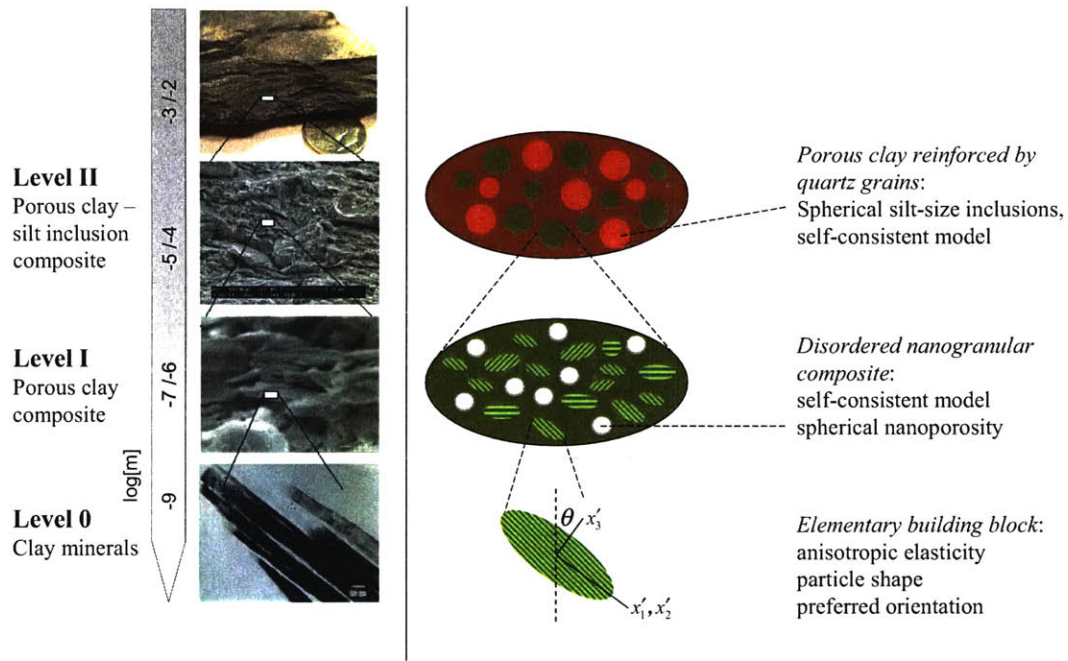 -3 /-2
Level II
Porous clay –
silt inclusion
composite
-5 /-4
Level I
Porous clay
composite
-7 /-6
log[m]
-9
Level 0
Clay minerals
Porous clay reinforced by
quartz grains:
Spherical silt-size inclusions,
self-consistent model
Disordered nanogranular
composite:
self-consistent model
spherical nanoporosity
θ
x′3
x′1, x′2
Elementary building block:
anisotropic elasticity
particle shape
preferred orientation